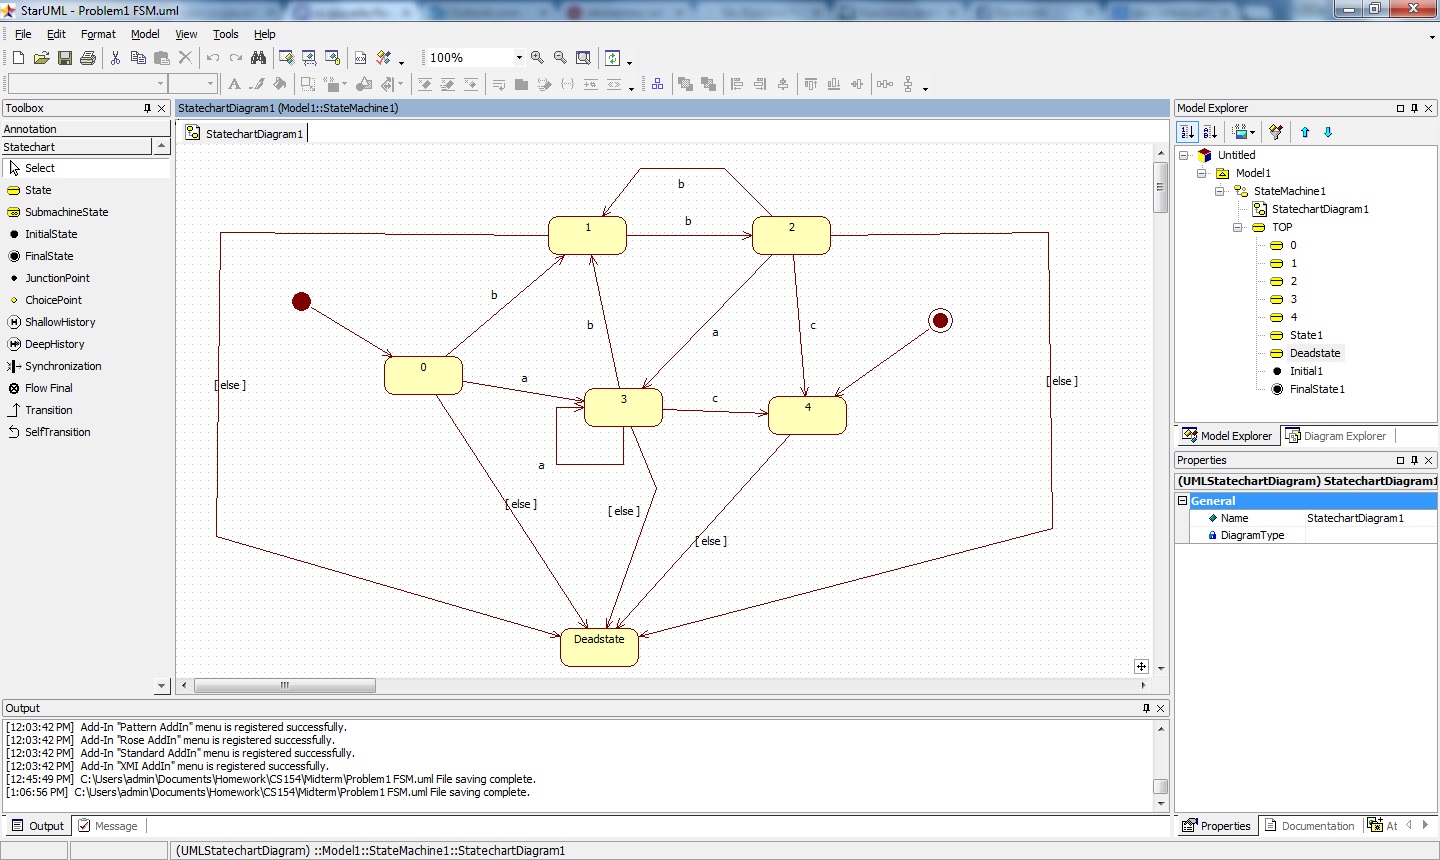 StarUML - Problem1 FSM.uml
File Edit Format Model View Tools Help
100%
Toolbox
Annotation
Statechart
Select
State
SubmachineState
InitialState
FinalState
JunctionPoint
ChoicePoint
ShallowHistory
DeepHistory
Synchronization
Flow Final
Transition
SelfTransition
StatechartDiagram1 (Model1::StateMachine1)
StatechartDiagram1
b
1
b
2
b
b
a
c
0
a
[ else ]
[ else ]
3
c
4
a
[ else ]
[ else ]
[ else ]
Deadstate
Model Explorer
Untitled
Model1
StateMachine1
StatechartDiagram1
TOP
0
1
2
3
4
State1
Deadstate
Initial1
FinalState1
Model Explorer Diagram Explorer
Properties
(UMLStatechartDiagram) StatechartDiagram1
General
Name StatechartDiagram1
DiagramType
Properties Documentation At
Output
[12:03:42 PM] Add-In "Pattern AddIn" menu is registered successfully.
[12:03:42 PM] Add-In "Rose AddIn" menu is registered successfully.
[12:03:42 PM] Add-In "Standard AddIn" menu is registered successfully.
[12:03:42 PM] Add-In "XMI AddIn" menu is registered successfully.
[12:45:49 PM] C:\Users\admin\Documents\Homework\CS154\Midterm\Problem1 FSM.uml File saving complete.
[1:06:56 PM] C:\Users\admin\Documents\Homework\CS154\Midterm\Problem1 FSM.uml File saving complete.
Output Message
(UMLStatechartDiagram) ::Model1::StateMachine1::StatechartDiagram1